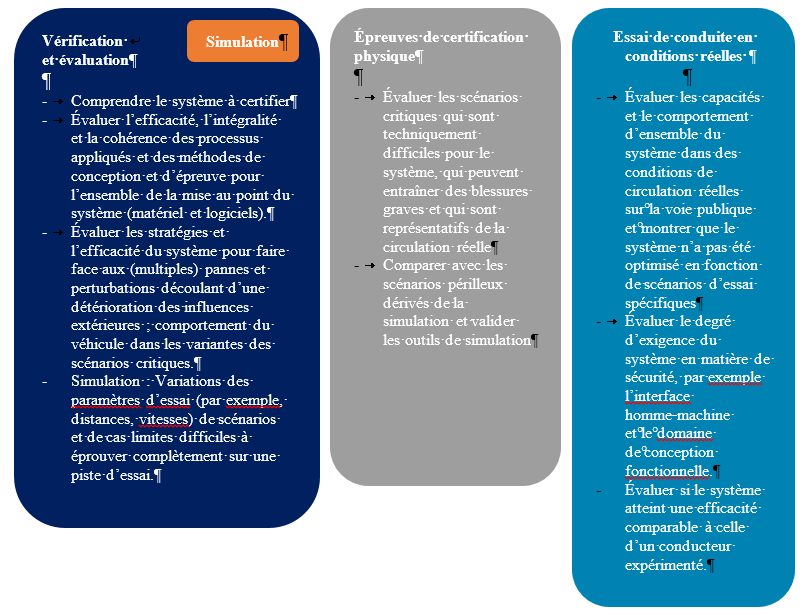 Vérification
et évaluation¶
¶
Simulation¶
- Comprendre le système à certifier¶
- Évaluer l'efficacité, l'intégralité
et la cohérence des processus
appliqués et des méthodes de
conception et d'épreuve pour
l'ensemble de la mise au point du
système (matériel et logiciels).¶
- Évaluer les stratégies et
l'efficacité du système pour faire
face aux (multiples) pannes et
perturbations découlant d'une
détérioration des influences
extérieures ; comportement du
véhicule dans les variantes des
scénarios critiques.¶
- Simulation : Variations des
paramètres d'essai (par exemple,
distances, vitesses) de scénarios
et de cas limites difficiles à
éprouver complètement sur une
piste d'essai.¶
Épreuves de certification
physique¶
¶
- Évaluer les scénarios
critiques qui sont
techniquement
difficiles pour le
système, qui peuvent
entraîner des blessures
graves et qui sont
représentatifs de la
circulation réelle¶
- Comparer avec les
scénarios périlleux
dérivés de la
simulation et valider
les outils de simulation¶
Essai de conduite en
conditions réelles ¶
¶
- Évaluer les capacités
et le comportement
d'ensemble du
système dans des
conditions de
circulation réelles
sur la voie publique
et montrer que le
système n'a pas été
optimisé en fonction
de scénarios d'essai
spécifiques¶
- Évaluer le degré
d'exigence du
système en matière de
sécurité, par exemple
l'interface
homme-machine
et le domaine
de conception
fonctionnelle.¶
- Évaluer si le système
atteint une efficacité
comparable à celle
d'un conducteur
expérimenté.¶